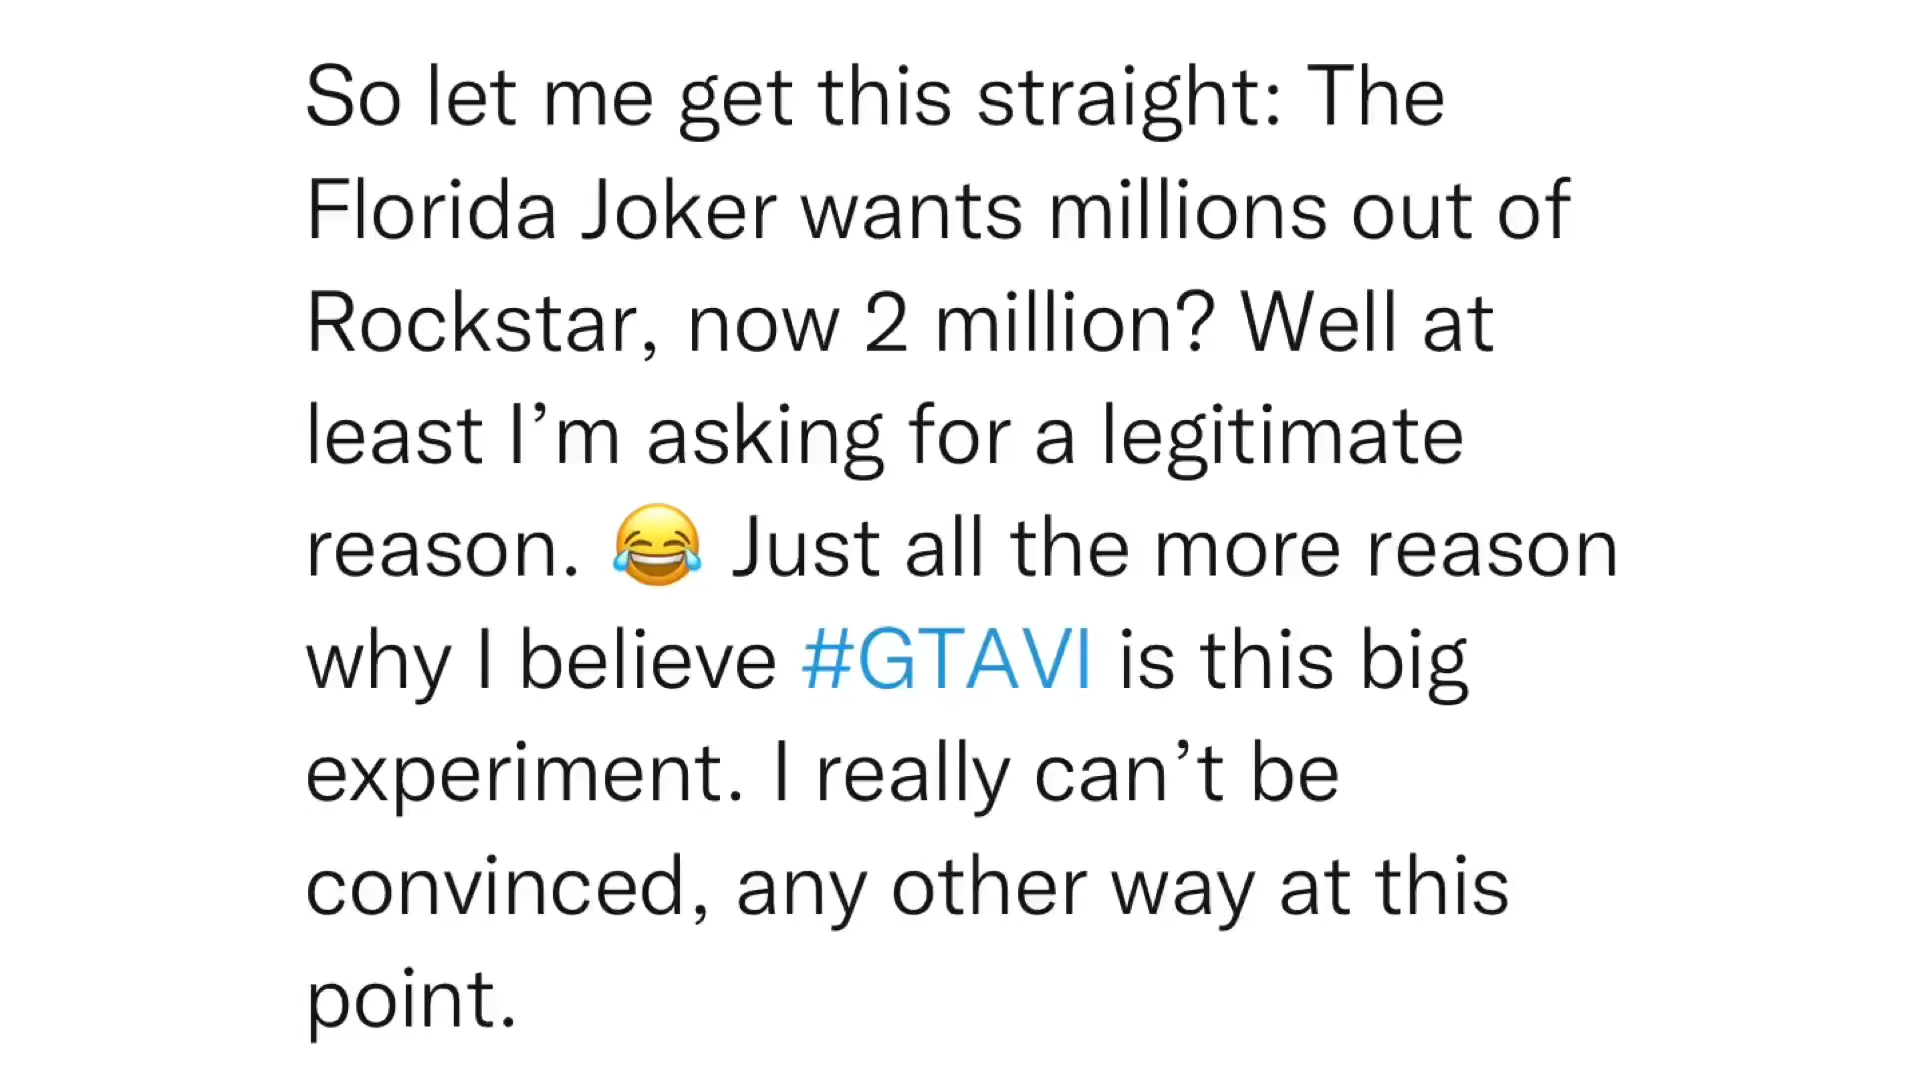 So let me get this straight: The
Florida Joker wants millions out of
Rockstar, now 2 million? Well at
least I’m asking for a legitimate
reason. 😂 Just all the more reason
why I believe #GTAVI is this big
experiment. I really can’t be
convinced, any other way at this
point.